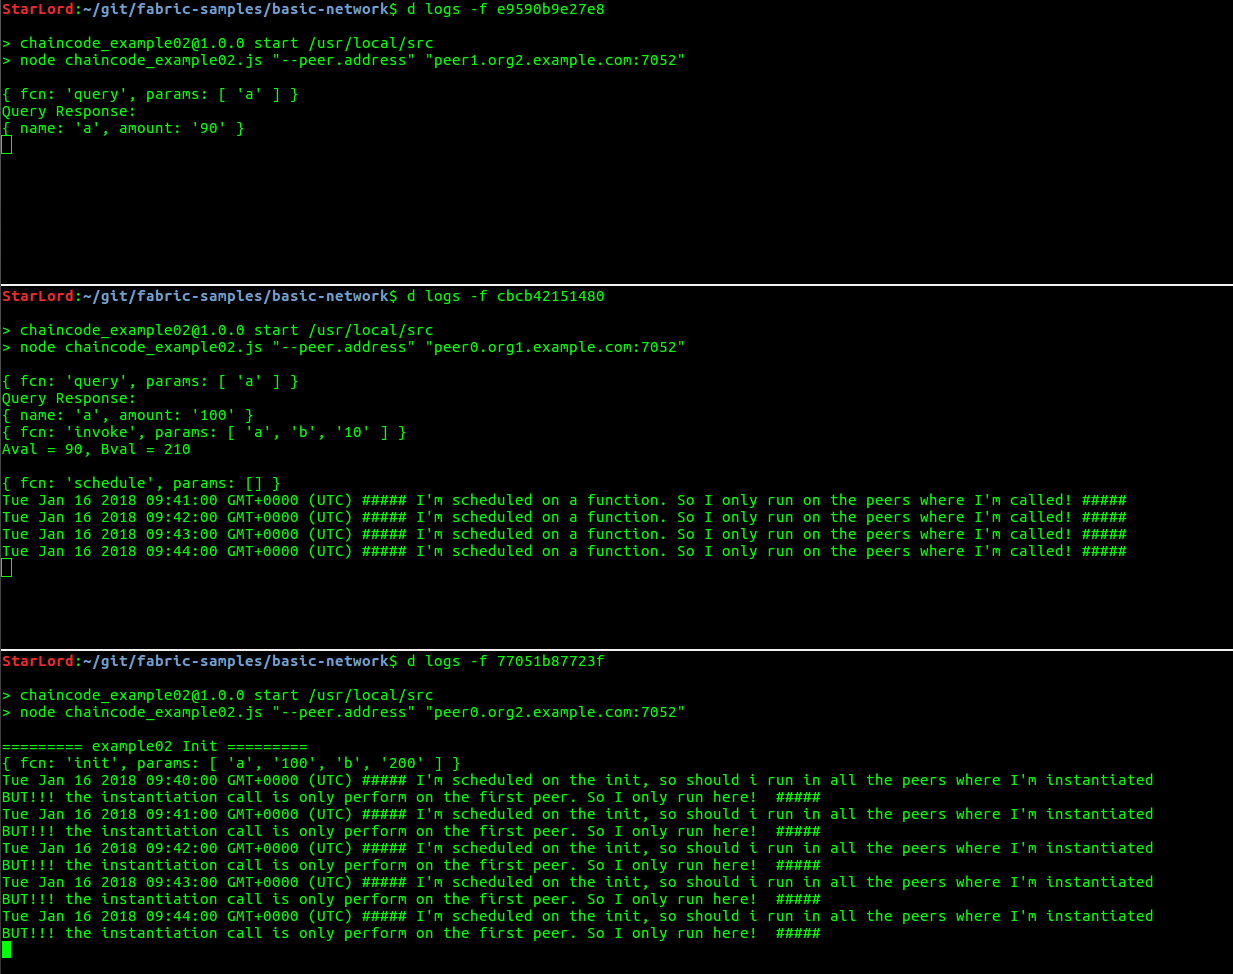 StarLord:~/git/fabric-samples/basic-network$ d logs -f e9590b9e27e8
> chaincode_example02@1.0.0 start /usr/local/src
> node chaincode_example02.js "--peer.address" "peer1.org2.example.com:7052"
{ fcn: 'query', params: [ 'a' ] }
Query Response:
{ name: 'a', amount: '90' }
StarLord:~/git/fabric-samples/basic-network$ d logs -f cbcb42151480
> chaincode_example02@1.0.0 start /usr/local/src
> node chaincode_example02.js "--peer.address" "peer0.org1.example.com:7052"
{ fcn: 'query', params: [ 'a' ] }
Query Response:
{ name: 'a', amount: '100' }
{ fcn: 'invoke', params: [ 'a', 'b', '10' ] }
Aval = 90, Bval = 210
{ fcn: 'schedule', params: [] }
Tue Jan 16 2018 09:41:00 GMT+0000 (UTC) ##### I'm scheduled on a function. So I only run on the peers where I'm called! #####
Tue Jan 16 2018 09:42:00 GMT+0000 (UTC) ##### I'm scheduled on a function. So I only run on the peers where I'm called! #####
Tue Jan 16 2018 09:43:00 GMT+0000 (UTC) ##### I'm scheduled on a function. So I only run on the peers where I'm called! #####
Tue Jan 16 2018 09:44:00 GMT+0000 (UTC) ##### I'm scheduled on a function. So I only run on the peers where I'm called! #####
StarLord:~/git/fabric-samples/basic-network$ d logs -f 77051b87723f
> chaincode_example02@1.0.0 start /usr/local/src
> node chaincode_example02.js "--peer.address" "peer0.org2.example.com:7052"
========= example02 Init =========
{ fcn: 'init', params: [ 'a', '100', 'b', '200' ] }
Tue Jan 16 2018 09:40:00 GMT+0000 (UTC) ##### I'm scheduled on the init, so should i run in all the peers where I'm instantiated
BUT!!! the instantiation call is only perform on the first peer. So I only run here!  #####
Tue Jan 16 2018 09:41:00 GMT+0000 (UTC) ##### I'm scheduled on the init, so should i run in all the peers where I'm instantiated
BUT!!! the instantiation call is only perform on the first peer. So I only run here!  #####
Tue Jan 16 2018 09:42:00 GMT+0000 (UTC) ##### I'm scheduled on the init, so should i run in all the peers where I'm instantiated
BUT!!! the instantiation call is only perform on the first peer. So I only run here!  #####
Tue Jan 16 2018 09:43:00 GMT+0000 (UTC) ##### I'm scheduled on the init, so should i run in all the peers where I'm instantiated
BUT!!! the instantiation call is only perform on the first peer. So I only run here!  #####
Tue Jan 16 2018 09:44:00 GMT+0000 (UTC) ##### I'm scheduled on the init, so should i run in all the peers where I'm instantiated
BUT!!! the instantiation call is only perform on the first peer. So I only run here!  #####